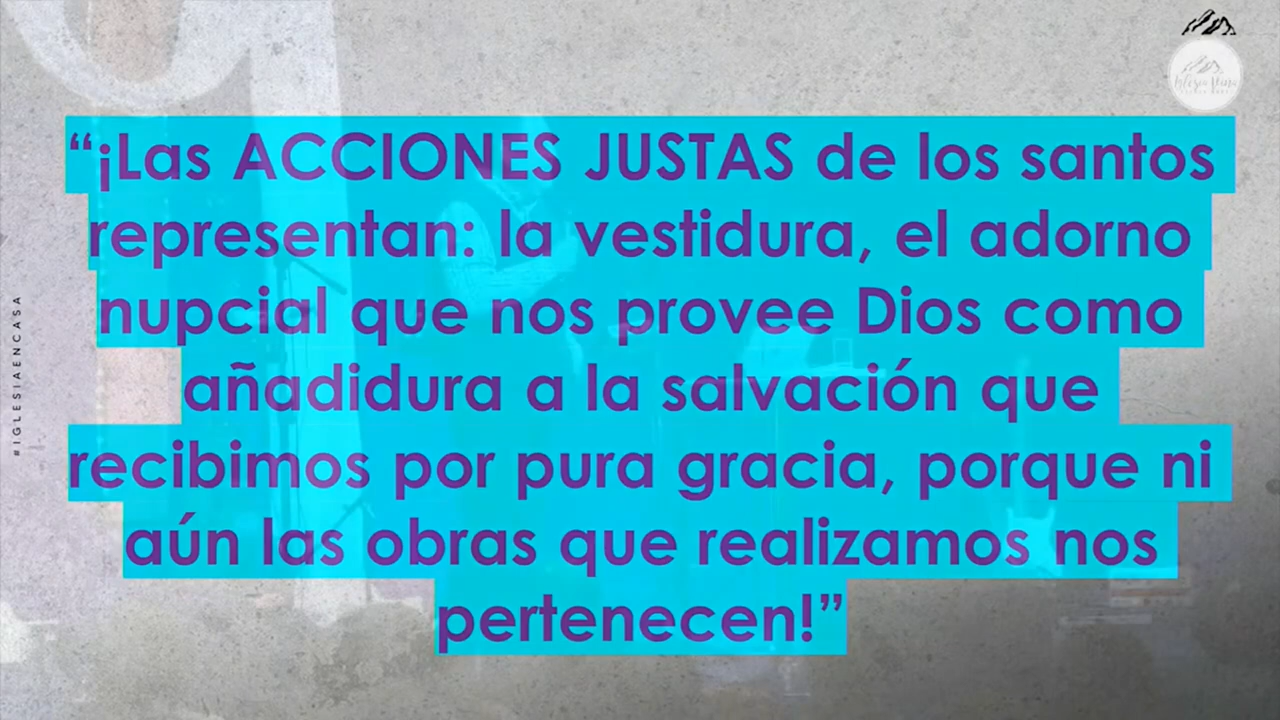 “¡Las ACCIONES JUSTAS de los santos
representan: la vestidura, el adorno
nupcial que nos provee Dios como
añadidura a la salvación que
recibimos por pura gracia, porque ni
aún las obras que realizamos nos
pertenecen!”
#IGLESIAENCASA